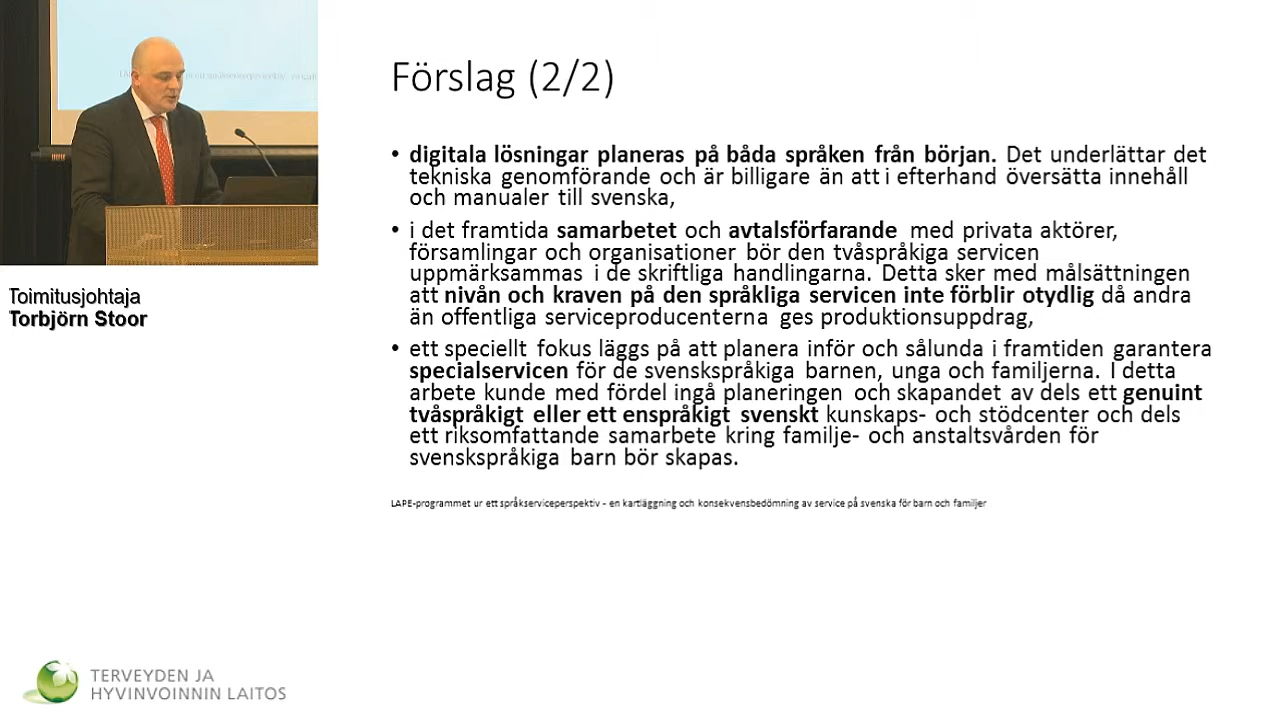 Förslag (2/2)
• digitala lösningar planeras på båda språken från början. Det underlättar det
tekniska genomförande och är billigare än att i efterhand översätta innehåll
och manualer till svenska,
• i det framtida samarbetet och avtalsförfarande med privata aktörer,
församlingar och organisationer bör den tvåspråkiga servicen
uppmärksammas i de skriftliga handlingarna. Detta sker med målsättningen
att nivån och kraven på den språkliga servicen inte förblir otydlig då andra
än offentliga serviceproducenterna ges produktionsuppdrag,
• ett speciellt fokus läggs på att planera inför och sålunda i framtiden garantera
specialservicen för de svenskspråkiga barnen, unga och familjerna. I detta
arbete kunde med fördel ingå planeringen och skapandet av dels ett genuint
tvåspråkigt eller ett enspråkigt svenskt kunskaps- och stödcenter och dels
ett riksomfattande samarbete kring familje- och anstaltsvården för
svenskspråkiga barn bör skapas.
LAPE-programmet ur ett språkserviceperspektiv - en kartläggning och konsekvensbedömning av service på svenska för barn och familjer
Toimitusjohtaja
Torbjörn Stoor
TERVEYDEN JA
HYVINVOINNIN LAITOS